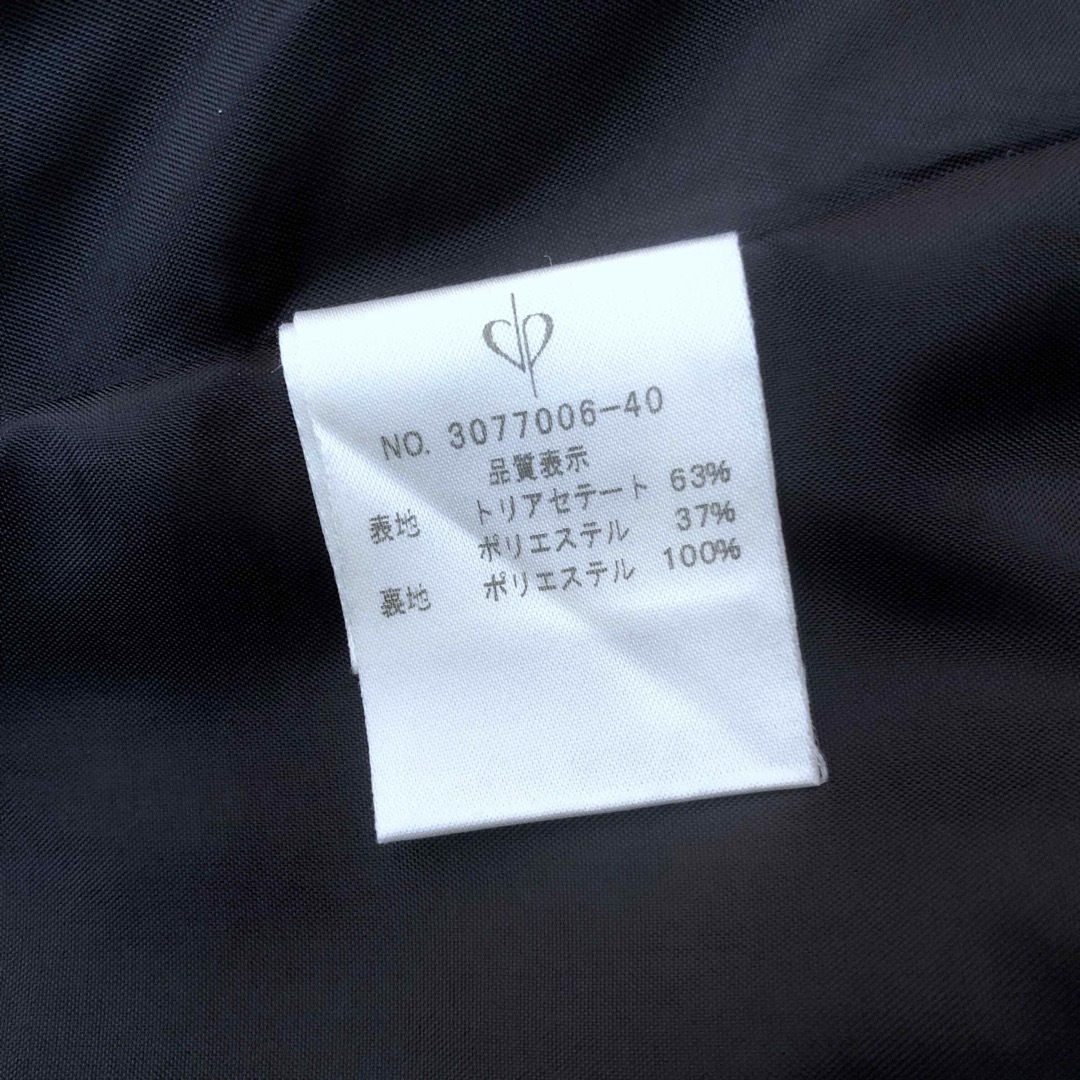 NO. 3077006-40
品質表示
表地 トリアセテート 63%
ポリエステル 37%
裏地 ポリエステル 100%